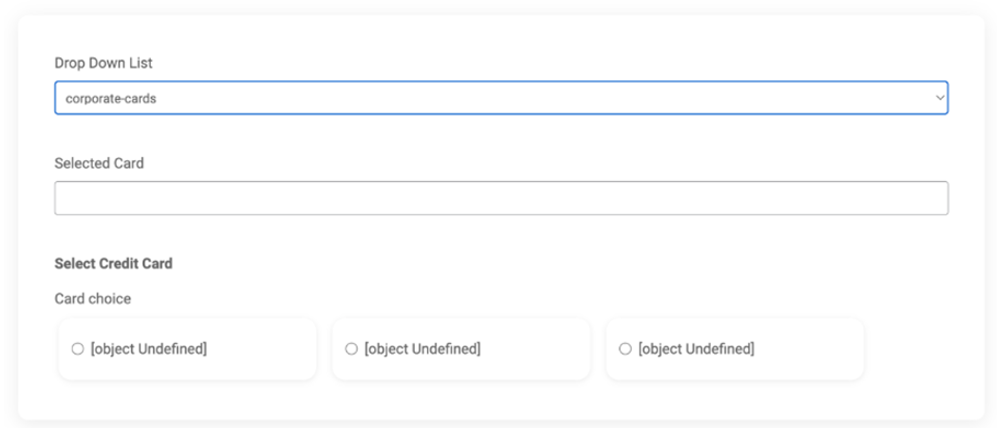 Drop Down List
corporate-cards
Selected Card
Select Credit Card
Card choice
[object Undefined] [object Undefined] [object Undefined]